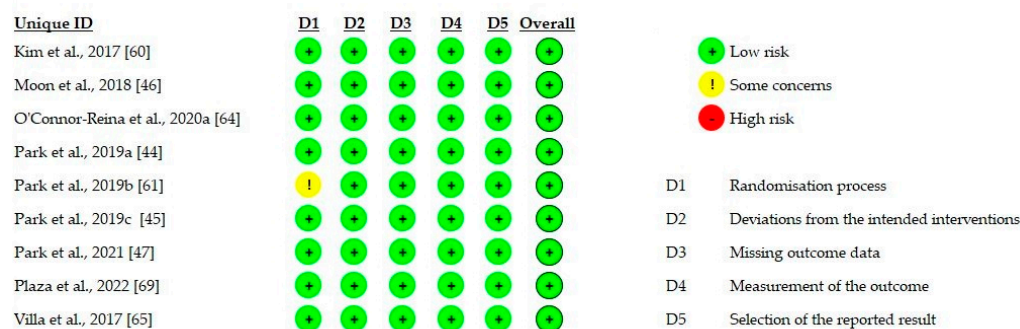 Unique ID D1 D2 D3 D4 D5 Overall
Kim et al., 2017 [60] + + + + + +
Moon et al., 2018 [46] + + + + + +
O'Connor-Reina et al., 2020a [64] + + + + + +
Park et al., 2019a [44] + + + + + +
Park et al., 2019b [61] ! + + + + +
Park et al., 2019c [45] + + + + + +
Park et al., 2021 [47] + + + + + +
Plaza et al., 2022 [69] + + + + + +
Villa et al., 2017 [65] + + + + + +
+ Low risk
! Some concerns
- High risk
D1 Randomisation process
D2 Deviations from the intended interventions
D3 Missing outcome data
D4 Measurement of the outcome
D5 Selection of the reported result